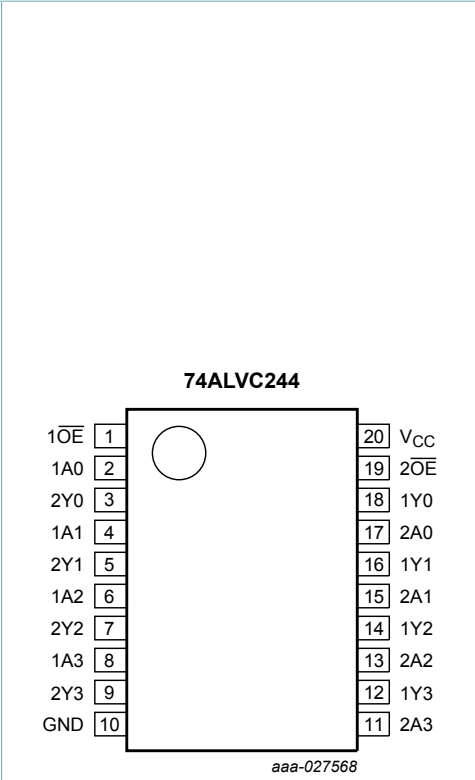 74ALVC244
1O̅E̅ 1 20 VCC
1A0 2 19 2O̅E̅
2Y0 3 18 1Y0
1A1 4 17 2A0
2Y1 5 16 1Y1
1A2 6 15 2A1
2Y2 7 14 1Y2
1A3 8 13 2A2
2Y3 9 12 1Y3
GND 10 11 2A3
aaa-027568